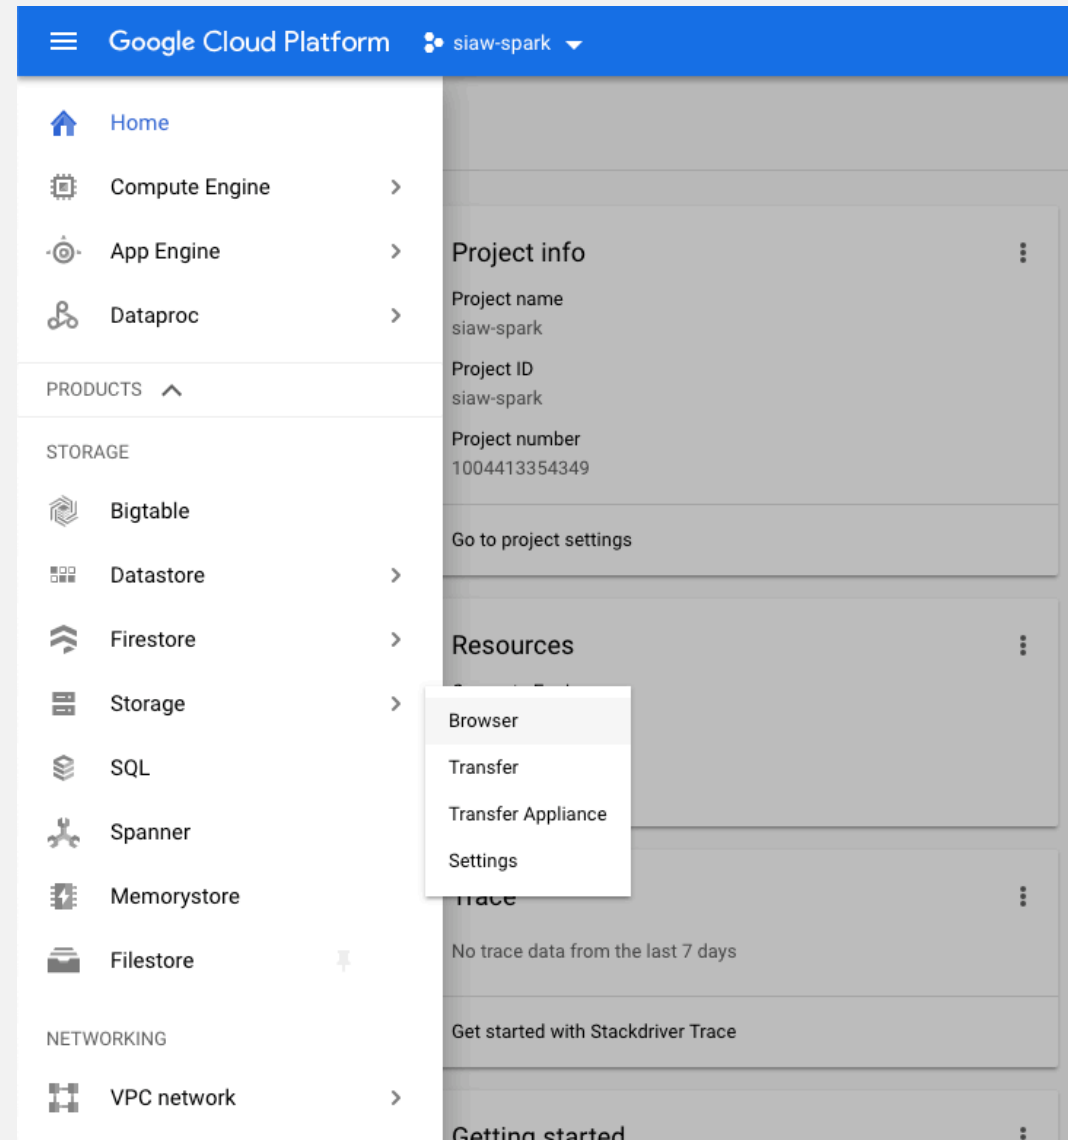 Google Cloud Platform siaw-spark
Home
Compute Engine
App Engine
Dataproc
PRODUCTS
STORAGE
Bigtable
Datastore
Firestore
Storage
SQL
Spanner
Memorystore
Filestore
NETWORKING
VPC network
Browser
Transfer
Transfer Appliance
Settings
Project info
Project name
siaw-spark
Project ID
siaw-spark
Project number
1004413354349
Go to project settings
Resources
Trace
No trace data from the last 7 days
Get started with Stackdriver Trace
Getting started